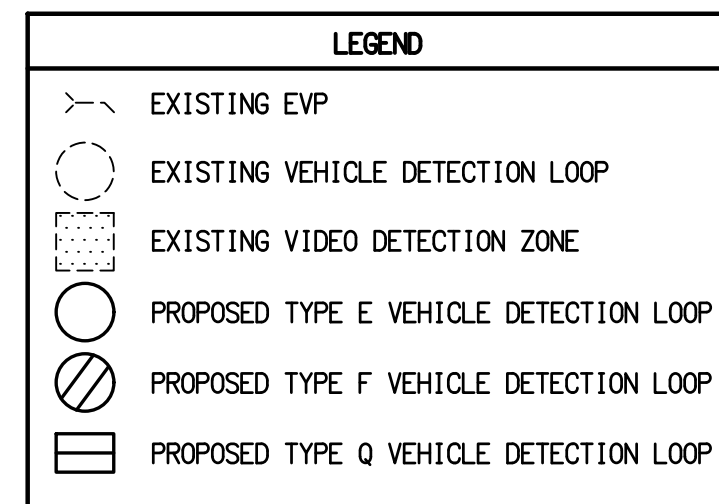 LEGEND
EXISTING EVP
EXISTING VEHICLE DETECTION LOOP
EXISTING VIDEO DETECTION ZONE
PROPOSED TYPE E VEHICLE DETECTION LOOP
PROPOSED TYPE F VEHICLE DETECTION LOOP
PROPOSED TYPE Q VEHICLE DETECTION LOOP